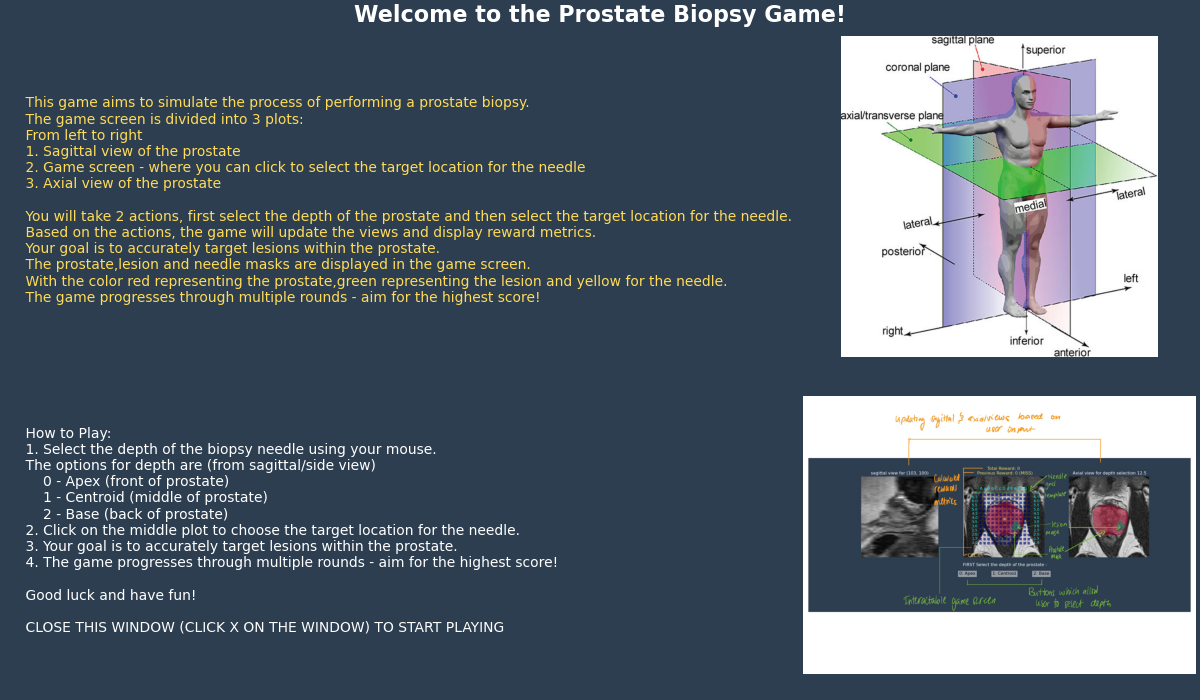 Welcome to the Prostate Biopsy Game!
This game aims to simulate the process of performing a prostate biopsy.
The game screen is divided into 3 plots:
From left to right
1. Sagittal view of the prostate
2. Game screen - where you can click to select the target location for the needle
3. Axial view of the prostate
You will take 2 actions, first select the depth of the prostate and then select the target location for the needle.
Based on the actions, the game will update the views and display reward metrics.
Your goal is to accurately target lesions within the prostate.
The prostate,lesion and needle masks are displayed in the game screen.
With the color red representing the prostate,green representing the lesion and yellow for the needle.
The game progresses through multiple rounds - aim for the highest score!
sagittal plane
superior
coronal plane
axial/transverse plane
lateral
medial
lateral
posterior
left
right
inferior
anterior
How to Play:
1. Select the depth of the biopsy needle using your mouse.
The options for depth are (from sagittal/side view)
0 - Apex (front of prostate)
1 - Centroid (middle of prostate)
2 - Base (back of prostate)
2. Click on the middle plot to choose the target location for the needle.
3. Your goal is to accurately target lesions within the prostate.
4. The game progresses through multiple rounds - aim for the highest score!
Good luck and have fun!
CLOSE THIS WINDOW (CLICK X ON THE WINDOW) TO START PLAYING
updating sagittal & axial views based on
user input
Total Reward: 0
Previous Reward: 0 (MISS)
sagittal view for (103, 100)
Axial view for depth selection 12.5
Calculated
reward
metrics
needle
grid
template
lesion
mask
FIRST Select the depth of the prostate
0: Apex
1: Centroid
2: Base
Interactable game screen
Buttons which allow
user to select depth